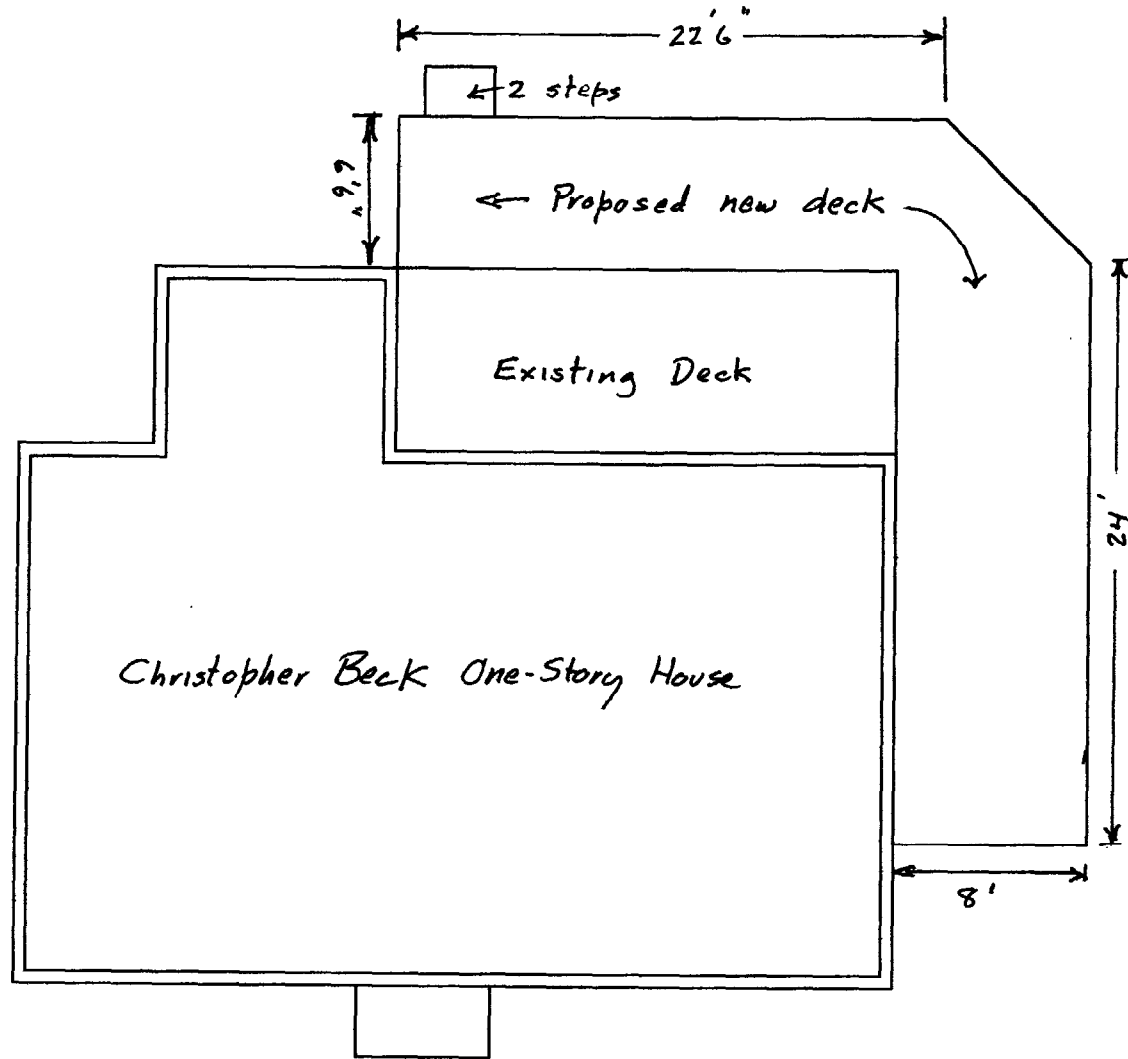 22'6"
2 steps
6'6"
Proposed new deck
Existing Deck
24'
Christopher Beck One-Story House
8'